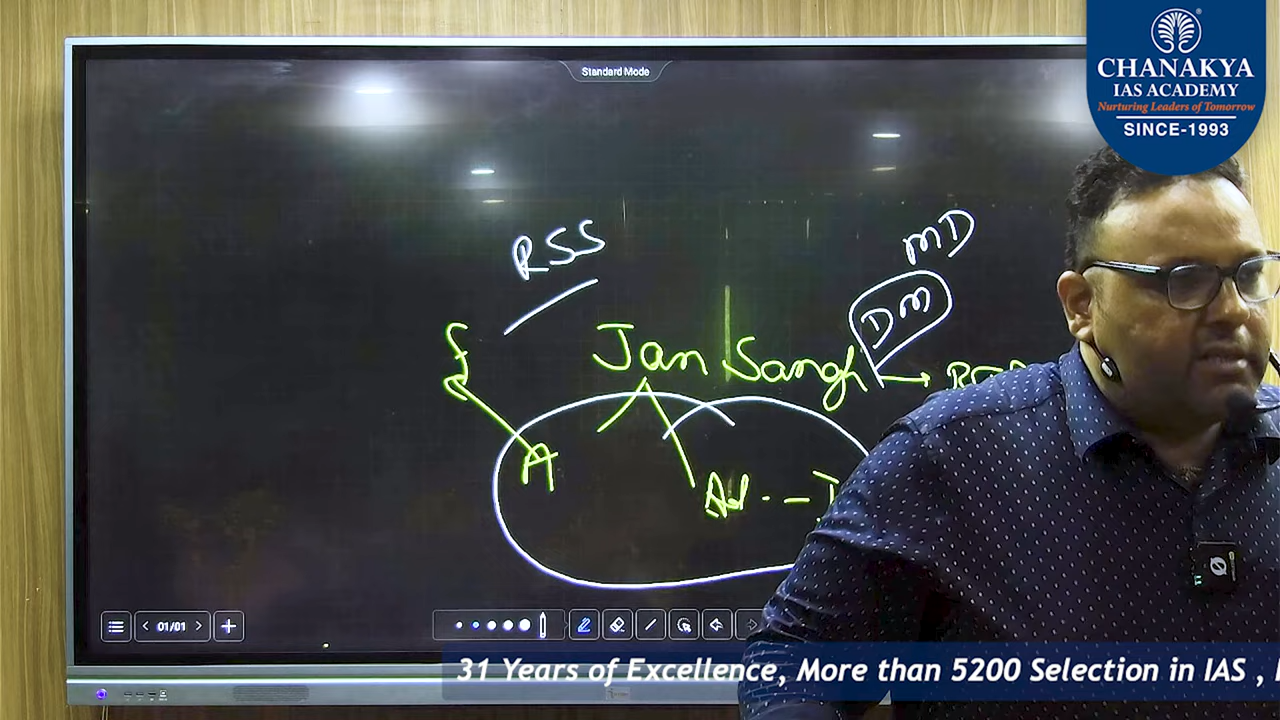 Standard Mode
CHANAKYA
IAS ACADEMY
Nurturing Leaders of Tomorrow
SINCE-1993
MD
RSS
DM
f
Jan Sangh
A
01/01
31 Years of Excellence, More than 5200 Selection in IAS ,